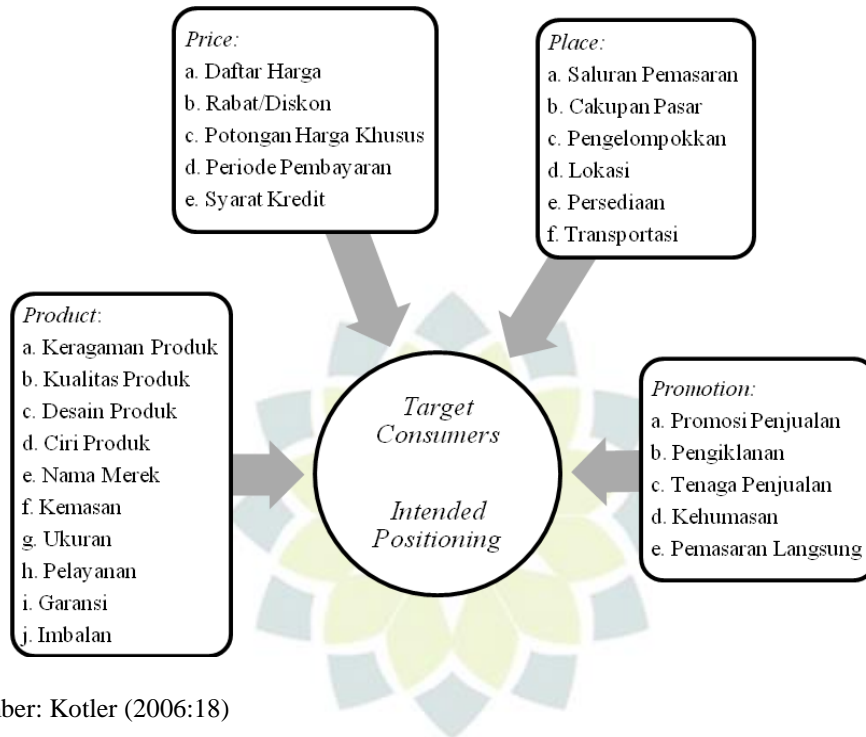 Price:
a. Daftar Harga
b. Rabat/Diskon
c. Potongan Harga Khusus
d. Periode Pembayaran
e. Syarat Kredit
Place:
a. Saluran Pemasaran
b. Cakupan Pasar
c. Pengelompokkan
d. Lokasi
e. Persediaan
f. Transportasi
Product:
a. Keragaman Produk
b. Kualitas Produk
c. Desain Produk
d. Ciri Produk
e. Nama Merek
f. Kemasan
g. Ukuran
h. Pelayanan
i. Garansi
j. Imbalan
Target
Consumers
Intended
Positioning
Promotion:
a. Promosi Penjualan
b. Pengiklanan
c. Tenaga Penjualan
d. Kehumasan
e. Pemasaran Langsung
ber: Kotler (2006:18)